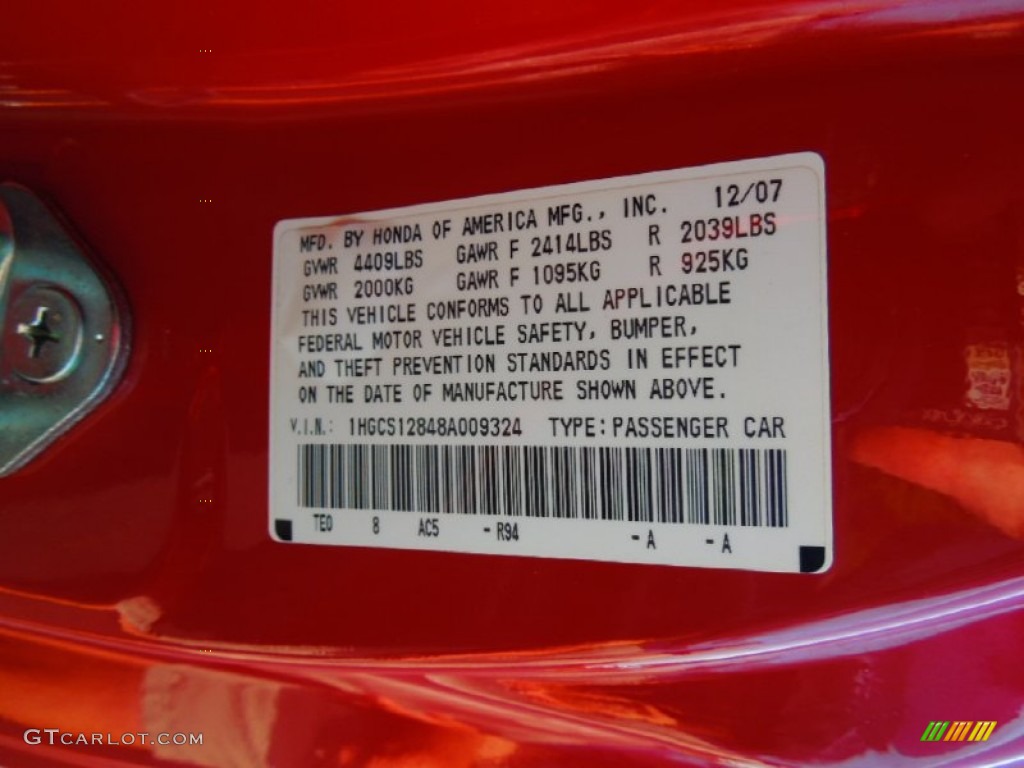 MFD. BY HONDA OF AMERICA MFG., INC. 12/07
GVWR 4409LBS GAWR F 2414LBS R 2039LBS
GVWR 2000KG GAWR F 1095KG R 925KG
THIS VEHICLE CONFORMS TO ALL APPLICABLE
FEDERAL MOTOR VEHICLE SAFETY, BUMPER,
AND THEFT PREVENTION STANDARDS IN EFFECT
ON THE DATE OF MANUFACTURE SHOWN ABOVE.
V.I.N.: 1HGCS12848A009324 TYPE: PASSENGER CAR
TE0 8 AC5 - R94 - A - A
GTCARLOT.COM